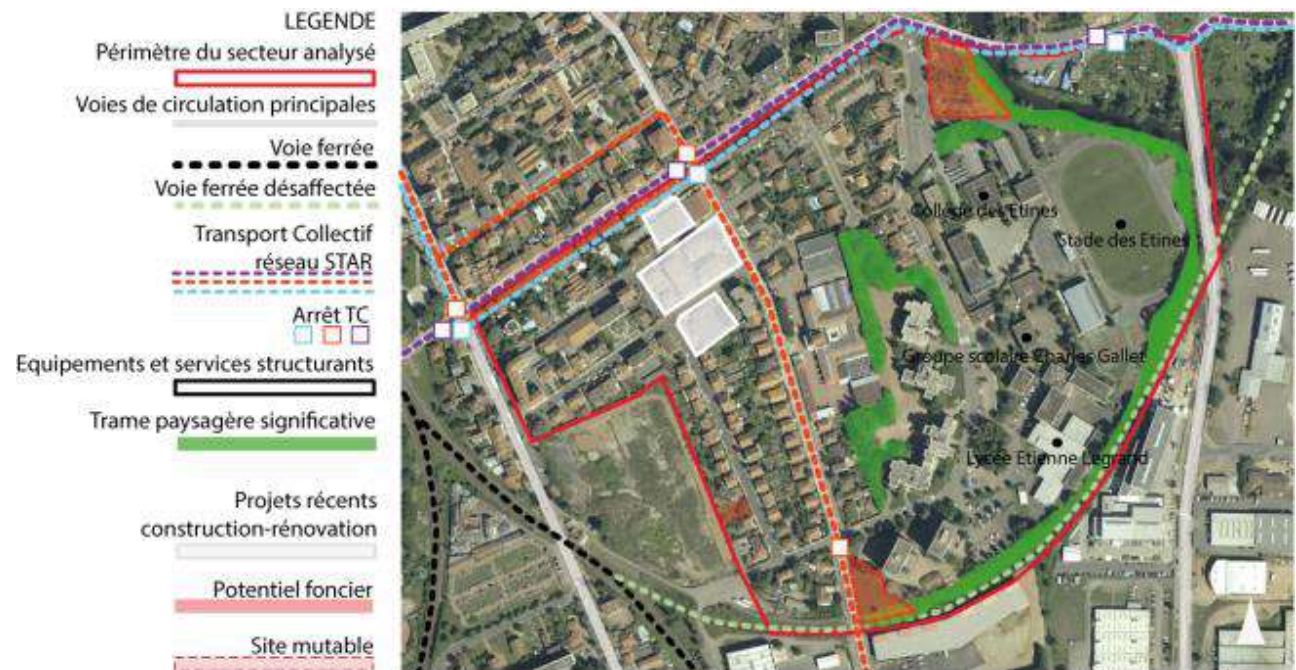 LEGENDE
Périmètre du secteur analysé
Voies de circulation principales
Voie ferrée
Voie ferrée désaffectée
Transport Collectif
réseau STAR
Arrêt TC
Equipements et services structurants
Trame paysagère significative
Projets récents
construction-rénovation
Potentiel foncier
Site mutable
Collège des Etines
Stade des Etines
Groupe scolaire Charles Gallet
Lycée Etienne Legrand